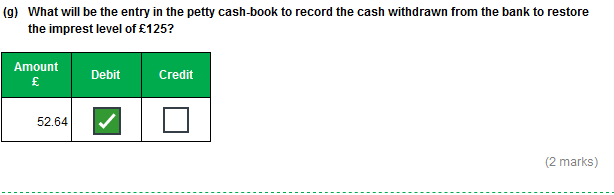 (g) What will be the entry in the petty cash-book to record the cash withdrawn from the bank to restore
the imprest level of £125?
Amount
£
Debit
Credit
52.64
(2 marks)